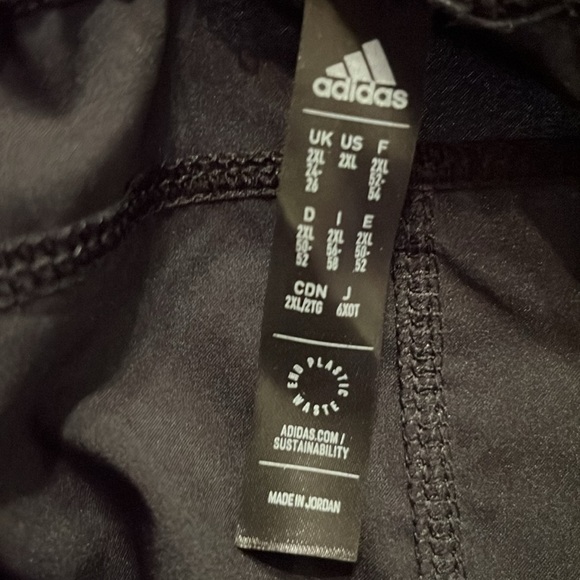 adidas
UK US F
2XL 2XL 2XL
24- 52-
26 54
D I E
2XL 2XL 2XL
50- 56- 50-
52 58 52
CDN J
2XL/2TG 6XOT
END PLASTIC
WASTE
ADIDAS.COM/
SUSTAINABILITY
MADE IN JORDAN